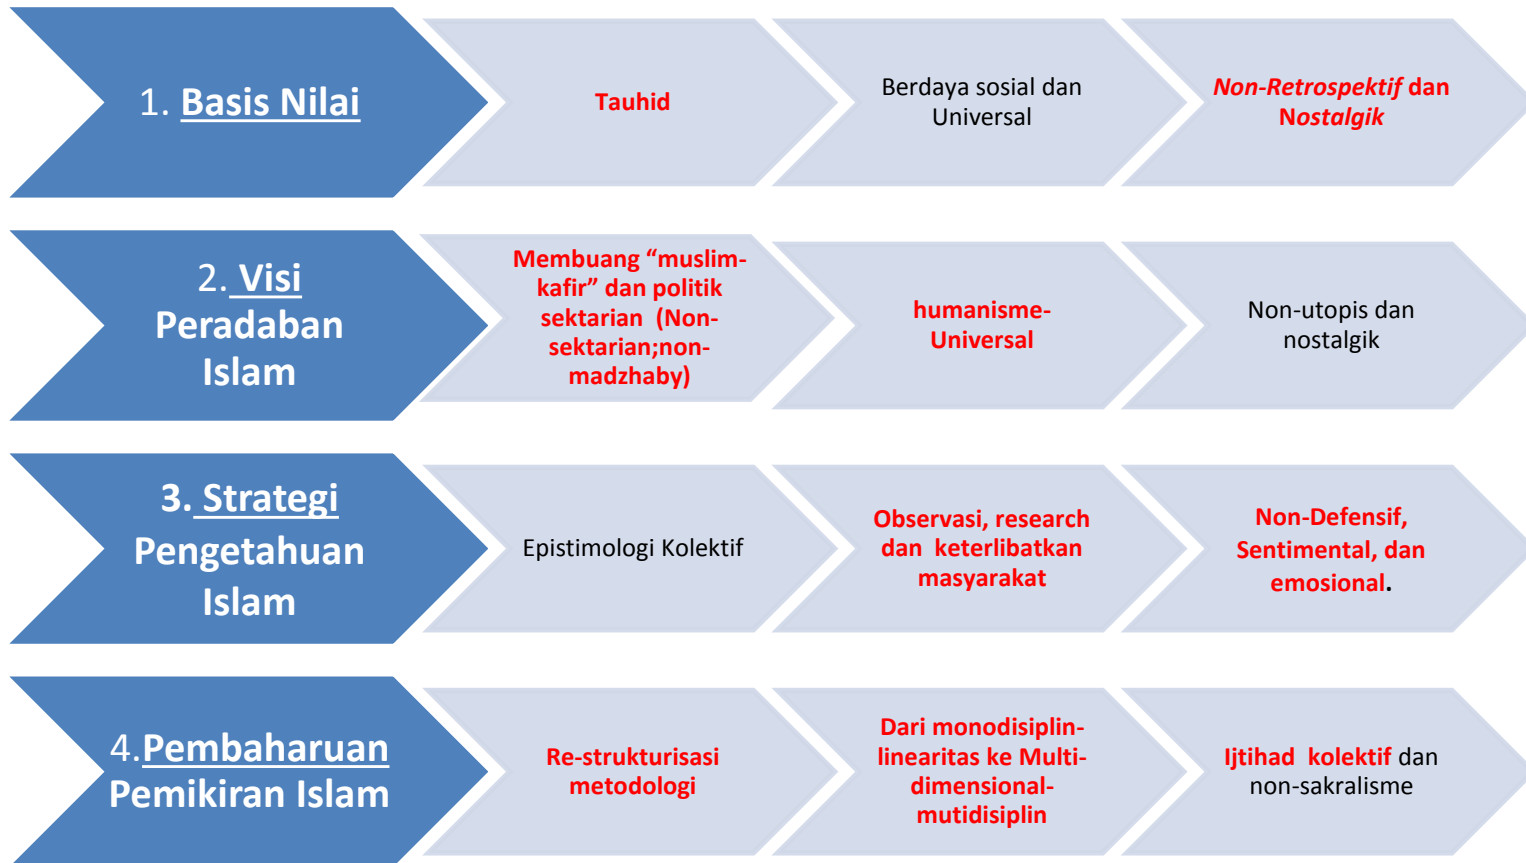 1. Basis Nilai
Tauhid
Berdaya sosial dan
Universal
Non-Retrospektif dan
Nostalgik
2. Visi
Peradaban
Islam
Membuang “muslim-
kafir” dan politik
sektarian (Non-
sektarian;non-
madzhaby)
humanisme-
Universal
Non-utopis dan
nostalgik
3. Strategi
Pengetahuan
Islam
Epistimologi Kolektif
Observasi, research
dan keterlibatkan
masyarakat
Non-Defensif,
Sentimental, dan
emosional.
4.Pembaharuan
Pemikiran Islam
Re-strukturisasi
metodologi
Dari monodisiplin-
linearitas ke Multi-
dimensional-
mutidisiplin
Ijtihad kolektif dan
non-sakralisme